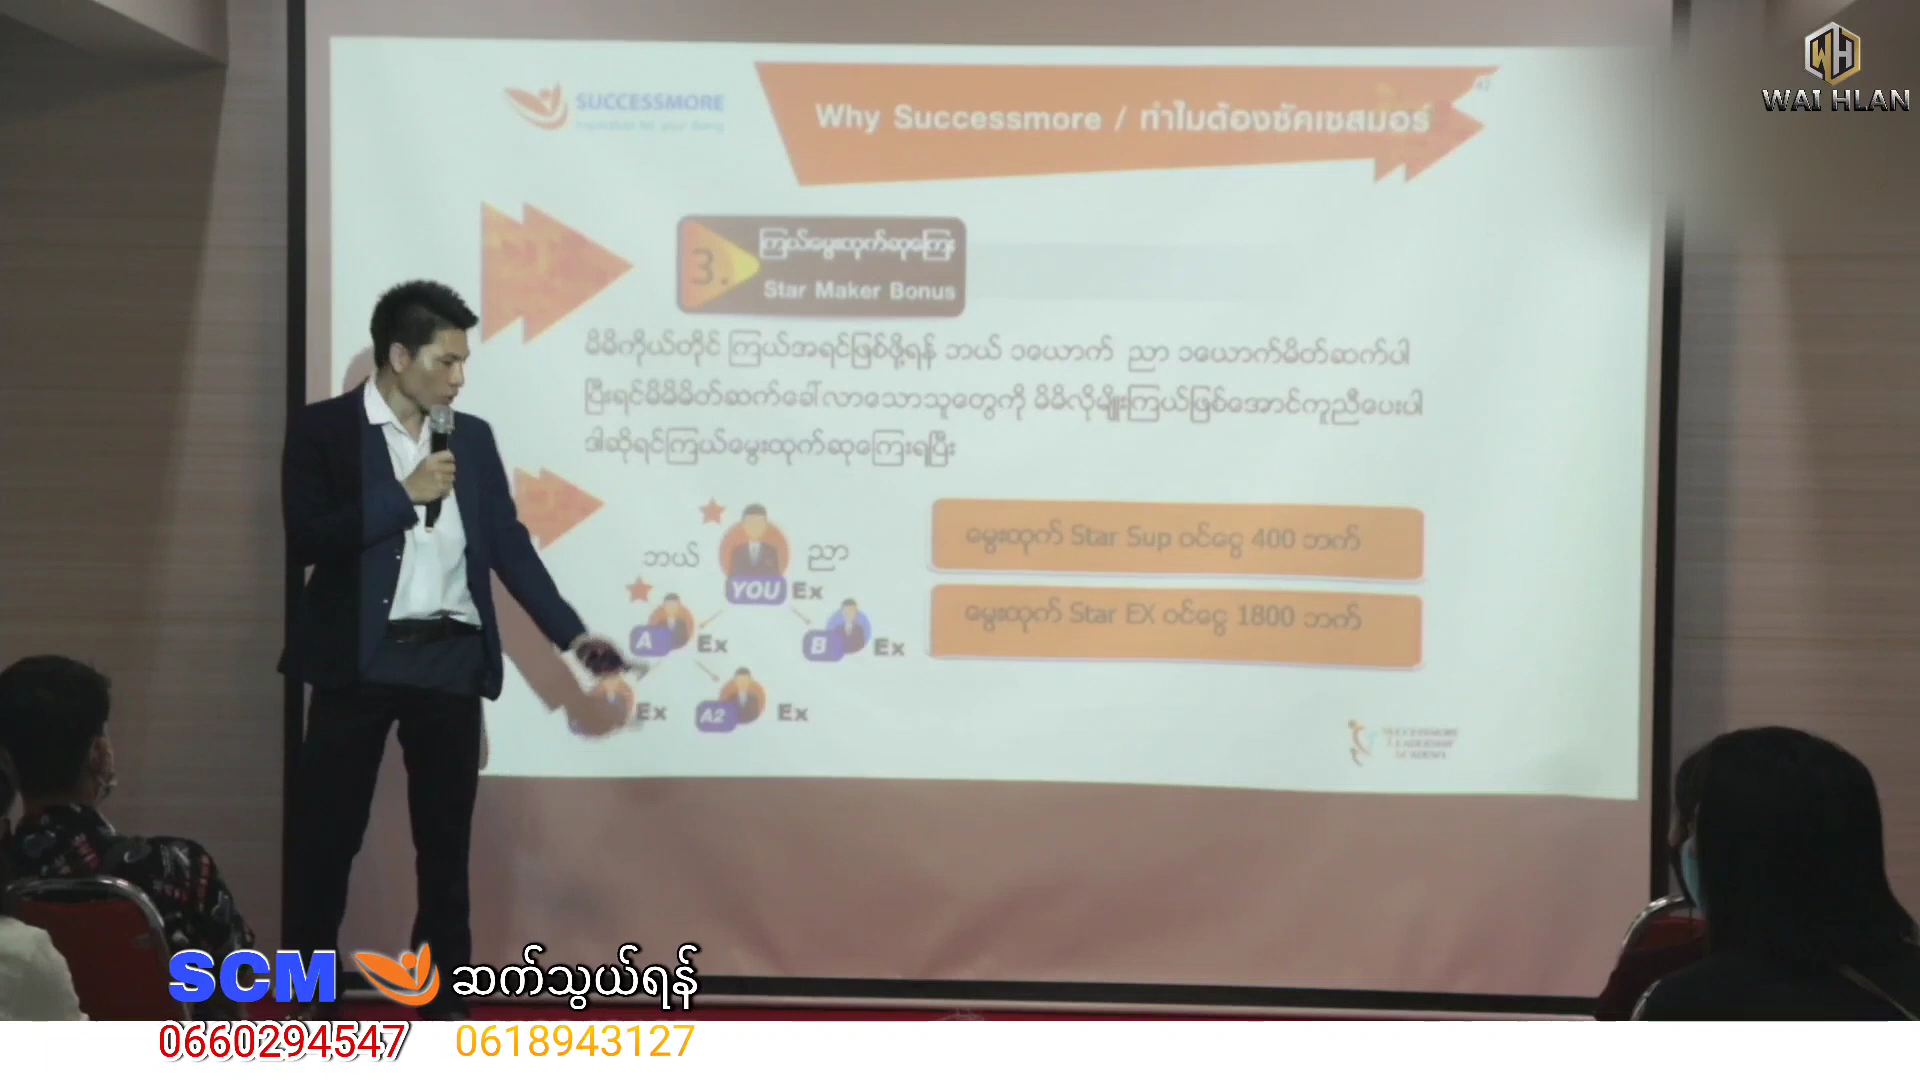 WH
WAI HLAN
SUCCESSMORE
Why Successmore / ทำไมต้องซัคเซสมอร์
3.
ကြယ်မွေးထုတ်ဆုကြေး
Star Maker Bonus
မိမိကိုယ်တိုင် ကြယ်အရင်ဖြစ်ဖို့ရန် ဘယ် ၁ယောက် ညာ ၁ယောက်မိတ်ဆက်ပါ
ပြီးရင်မိမိမိတ်ဆက်ခေါ်လာသောသူတွေကို မိမိလိုမျိုးကြယ်ဖြစ်အောင်ကူညီပေးပါ
ဒါဆိုရင်ကြယ်မွေးထုတ်ဆုကြေးရပြီး
ဘယ် ညာ
YOU Ex
A Ex
B Ex
Ex
A2 Ex
မွေးထုတ် Star Sup ဝင်ငွေ 400 ဘတ်
မွေးထုတ် Star EX ဝင်ငွေ 1800 ဘတ်
SUCCESSMORE
LEADERSHIP
ACADEMY
SCM ဆက်သွယ်ရန်
0660294547 0618943127